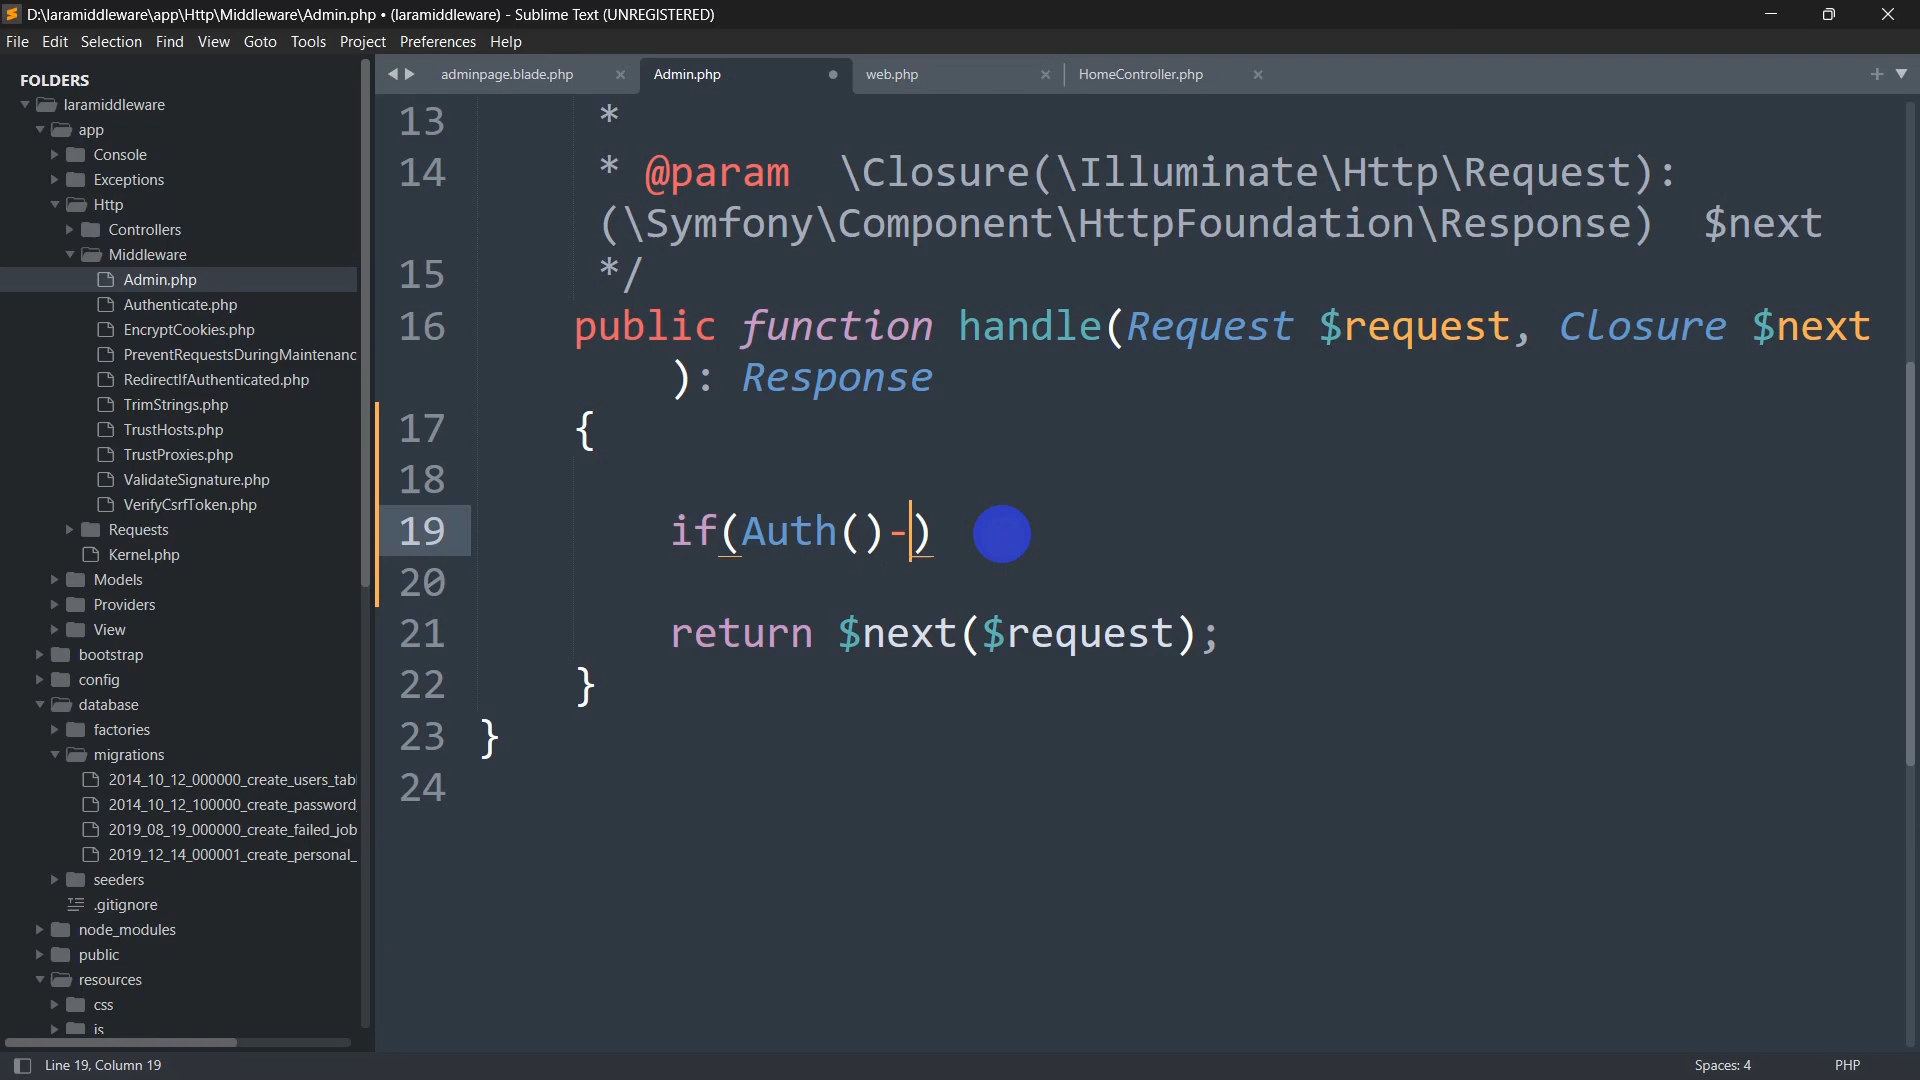 D:\laramiddleware\app\Http\Middleware\Admin.php • (laramiddleware) - Sublime Text (UNREGISTERED)
File Edit Selection Find View Goto Tools Project Preferences Help
FOLDERS
laramiddleware
app
Console
Exceptions
Http
Controllers
Middleware
Admin.php
Authenticate.php
EncryptCookies.php
PreventRequestsDuringMaintenanc
RedirectIfAuthenticated.php
TrimStrings.php
TrustHosts.php
TrustProxies.php
ValidateSignature.php
VerifyCsrfToken.php
Requests
Kernel.php
Models
Providers
View
bootstrap
config
database
factories
migrations
2014_10_12_000000_create_users_tab
2014_10_12_100000_create_password_
2019_08_19_000000_create_failed_job
2019_12_14_000001_create_personal_
seeders
.gitignore
node_modules
public
resources
css
js
adminpage.blade.php Admin.php web.php HomeController.php
13 *
14 * @param  \Closure(\Illuminate\Http\Request):
(\Symfony\Component\HttpFoundation\Response)  $next
15 */
16 public function handle(Request $request, Closure $next
): Response
17 {
18
19 if(Auth()-)
20
21 return $next($request);
22 }
23 }
24
Line 19, Column 19 Spaces: 4 PHP